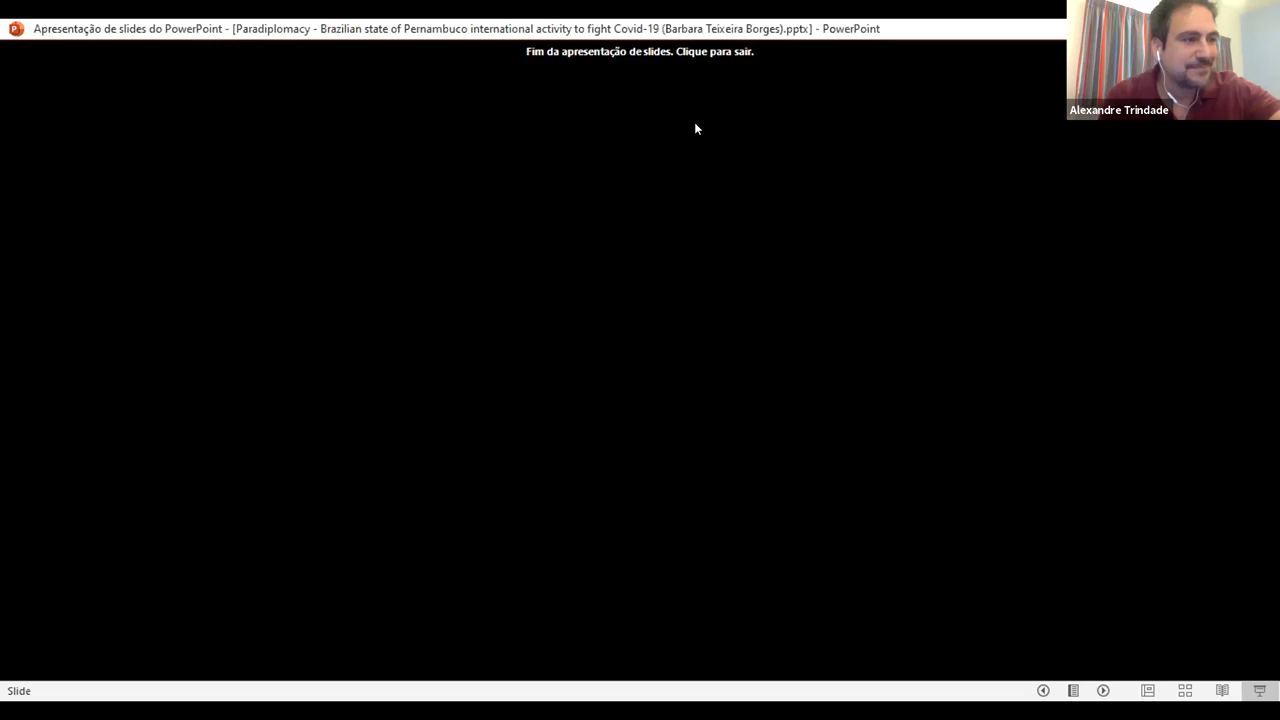 Apresentação de slides do PowerPoint - [Paradiplomacy - Brazilian state of Pernambuco international activity to fight Covid-19 (Barbara Teixeira Borges).pptx] - PowerPoint
Fim da apresentação de slides. Clique para sair.
Alexandre Trindade
Slide